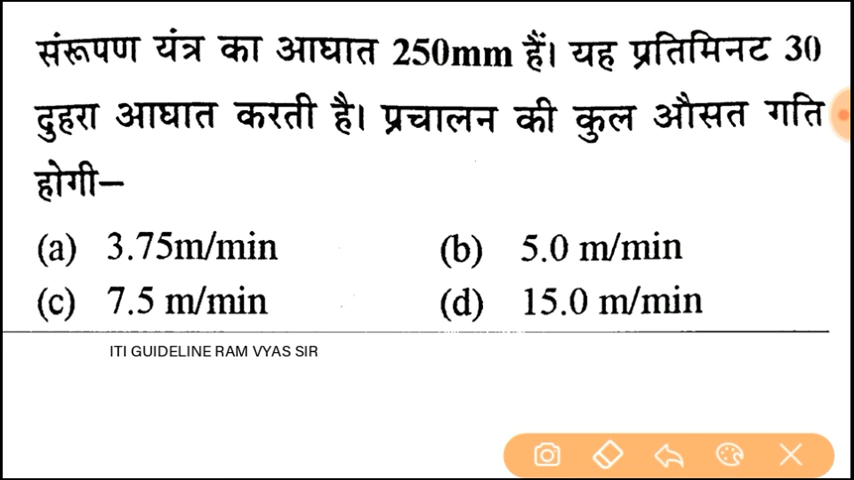 संरूपण यंत्र का आघात 250mm हैं। यह प्रतिमिनट 30
दुहरा आघात करती है। प्रचालन की कुल औसत गति
होगी–
(a) 3.75m/min (b) 5.0 m/min
(c) 7.5 m/min (d) 15.0 m/min
ITI GUIDELINE RAM VYAS SIR